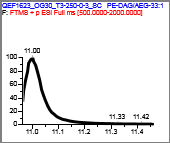 QEF1623_OG30_T3-250-0-3_SC PE-DAG/AEG-33:1
F: FTMS + p ESI Full ms [500.0000-2000.0000]
11.00
100
80
60
40
20
11.33 11.42
0
11.0 11.1 11.2 11.3 11.4